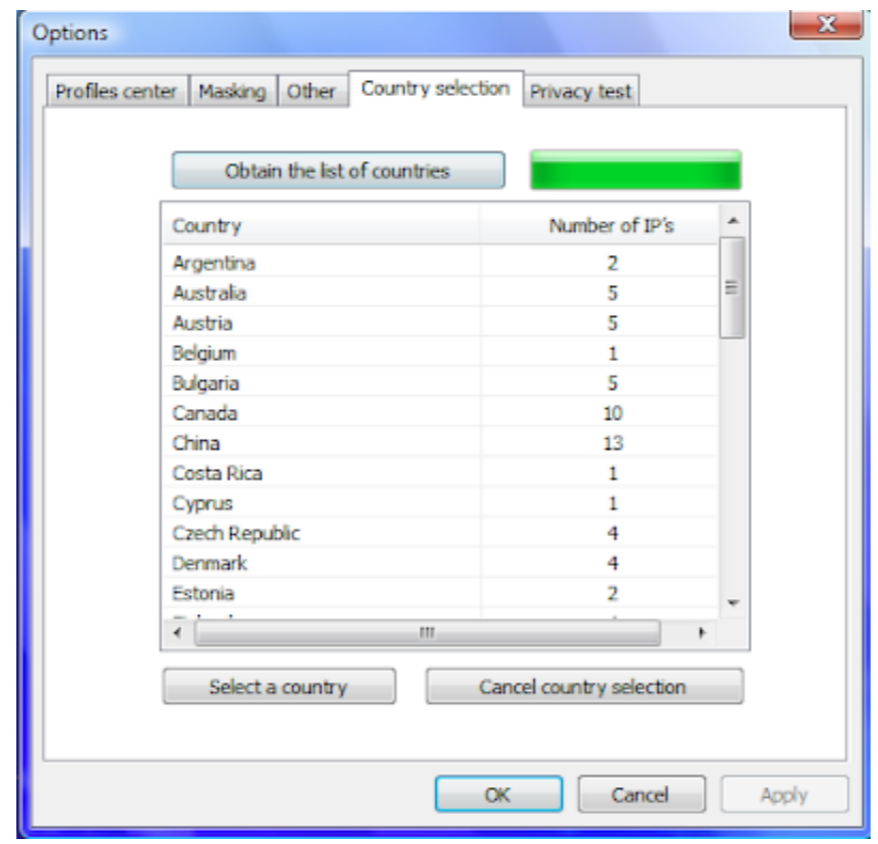 Options
Profiles center Masking Other Country selection Privacy test
Obtain the list of countries
Country Number of IP's
Argentina 2
Australia 5
Austria 5
Belgium 1
Bulgaria 5
Canada 10
China 13
Costa Rica 1
Cyprus 1
Czech Republic 4
Denmark 4
Estonia 2
Select a country Cancel country selection
OK Cancel Apply